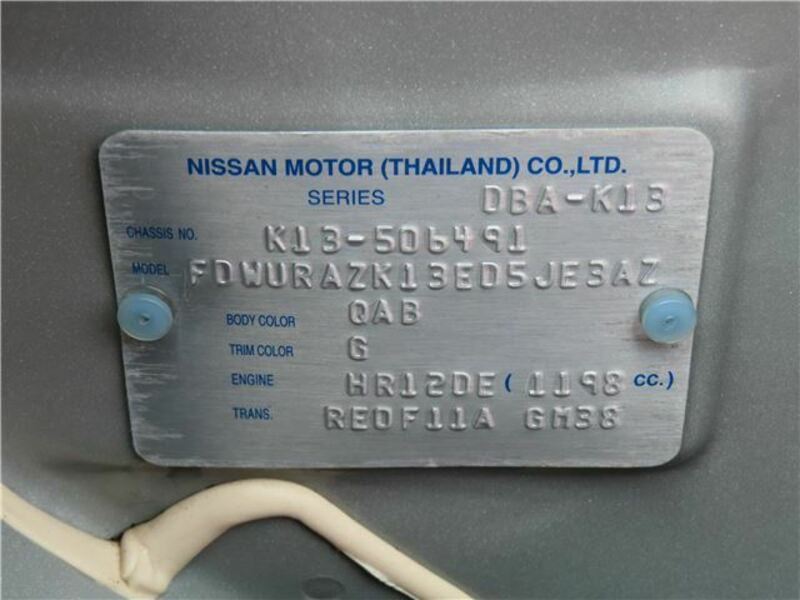 NISSAN MOTOR (THAILAND) CO.,LTD.
SERIES DBA-K13
CHASSIS NO. K13-506491
MODEL FDWURAZK13ED5JE3AZ
BODY COLOR QAB
TRIM COLOR G
ENGINE HR12DE ( 1198 CC. )
TRANS. RE0F11A GM38